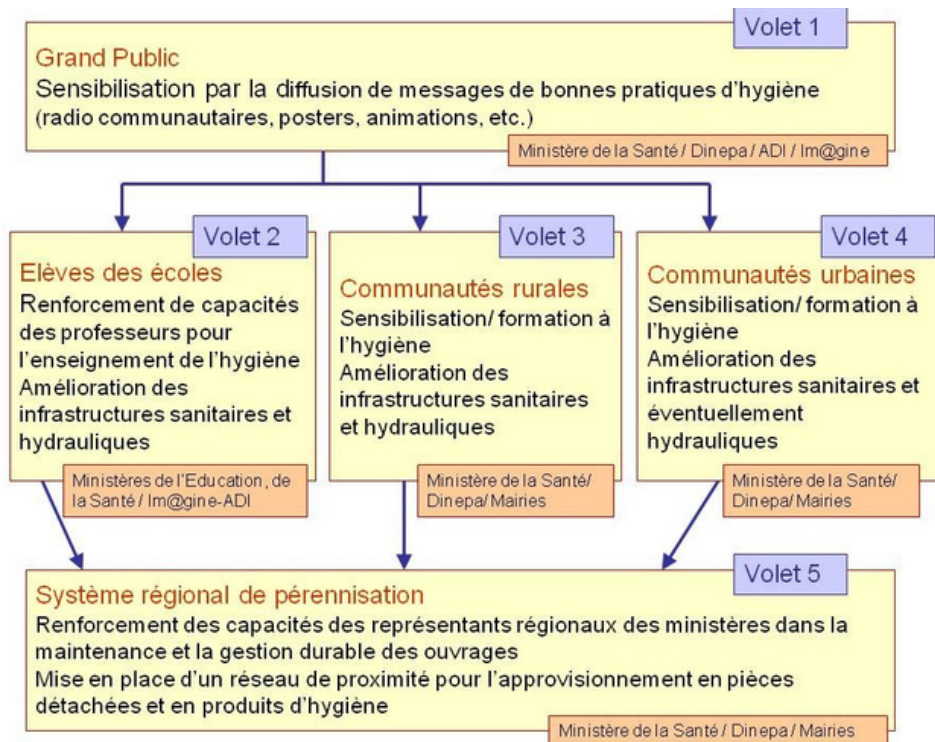 Volet 1
Grand Public
Sensibilisation par la diffusion de messages de bonnes pratiques d'hygiène
(radio communautaires, posters, animations, etc.)
Ministère de la Santé / Dinepa / ADI / Im@gine
Volet 2
Elèves des écoles
Renforcement de capacités
des professeurs pour
l'enseignement de l'hygiène
Amélioration des
infrastructures sanitaires et
hydrauliques
Ministères de l'Education, de
la Santé / Im@gine-ADI
Volet 3
Communautés rurales
Sensibilisation/ formation à
l'hygiène
Amélioration des
infrastructures sanitaires
et hydrauliques
Ministère de la Santé/
Dinepa/ Mairies
Volet 4
Communautés urbaines
Sensibilisation/ formation à
l'hygiène
Amélioration des
infrastructures sanitaires et
éventuellement
hydrauliques
Ministère de la Santé/
Dinepa/ Mairies
Volet 5
Système régional de pérennisation
Renforcement des capacités des représentants régionaux des ministères dans la
maintenance et la gestion durable des ouvrages
Mise en place d'un réseau de proximité pour l'approvisionnement en pièces
détachées et en produits d'hygiène
Ministère de la Santé / Dinepa / Mairies